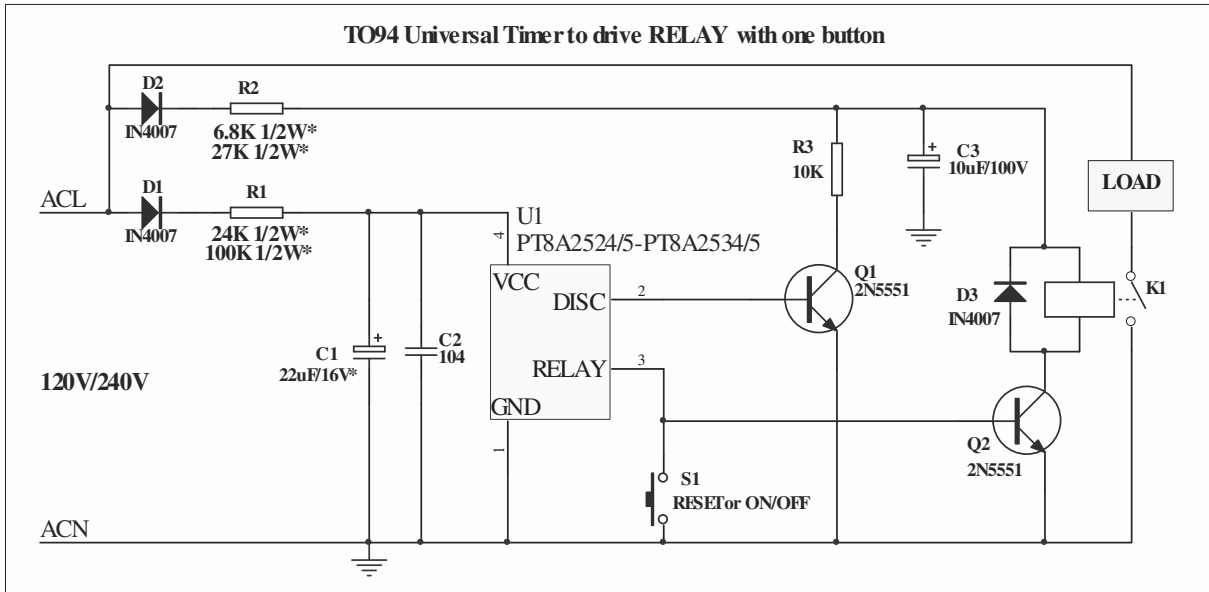 TO94 Universal Timer to drive RELAY with one button
D2
IN4007
R2
6.8K 1/2W*
27K 1/2W*
R3
10K
C3
+
10uF/100V
LOAD
ACL
D1
IN4007
R1
24K 1/2W*
100K 1/2W*
U1
PT8A2524/5-PT8A2534/5
4
VCC
DISC
2
Q1
2N5551
D3
IN4007
K1
C1
+
22uF/16V*
C2
104
RELAY
3
GND
1
120V/240V
Q2
2N5551
S1
RESETor ON/OFF
ACN